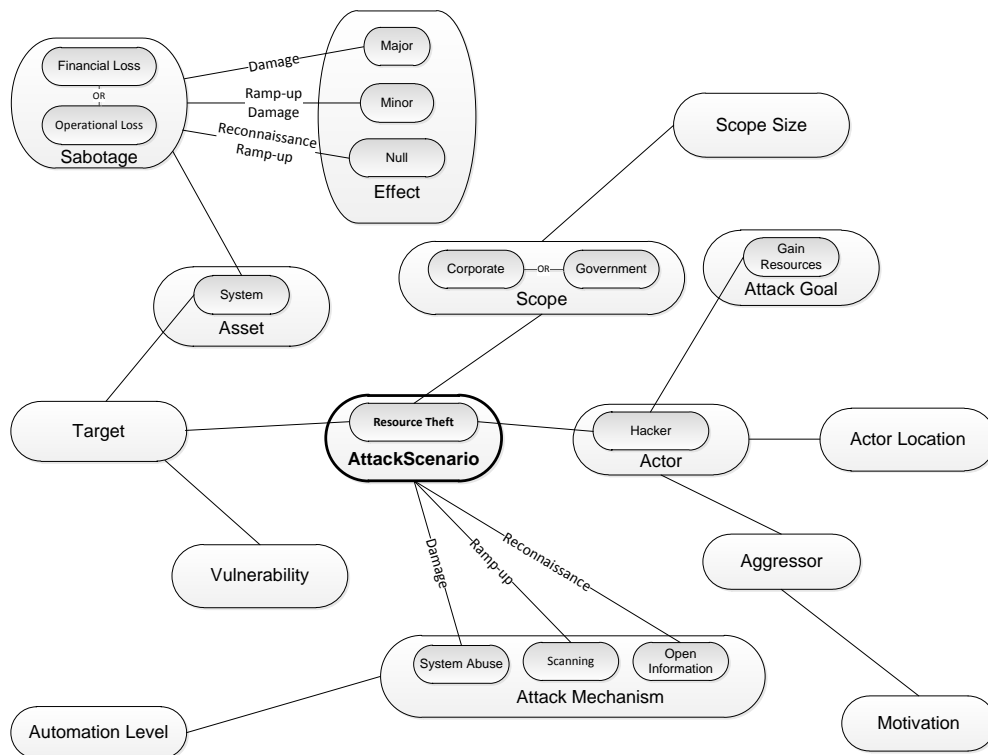 Financial Loss
OR
Operational Loss
Sabotage
Damage
Ramp-up
Damage
Reconnaissance
Ramp-up
Major
Minor
Null
Effect
Scope Size
Corporate
OR
Government
Scope
Gain
Resources
Attack Goal
System
Asset
Target
Resource Theft
AttackScenario
Hacker
Actor
Actor Location
Vulnerability
Damage
Ramp-up
Reconnaissance
Aggressor
System Abuse
Scanning
Open
Information
Attack Mechanism
Automation Level
Motivation